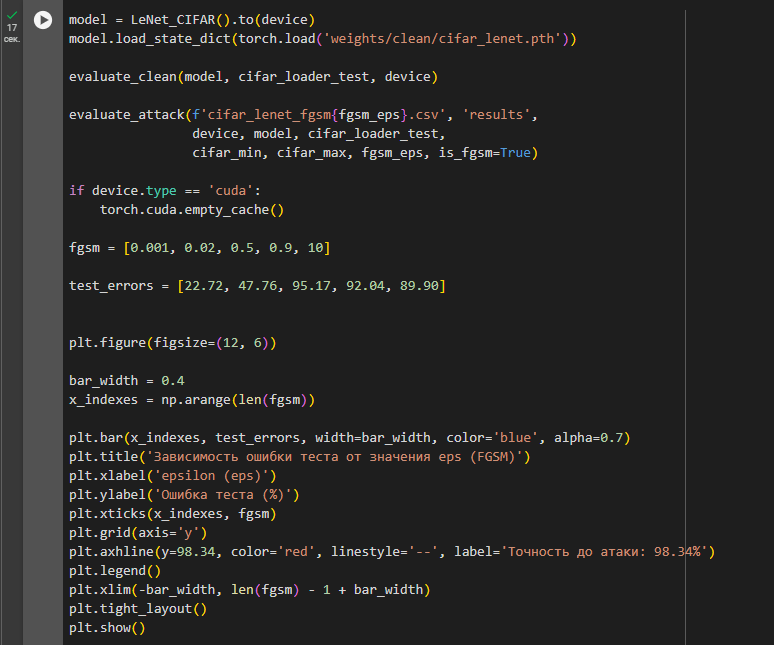 17
сек.
model = LeNet_CIFAR().to(device)
model.load_state_dict(torch.load('weights/clean/cifar_lenet.pth'))
evaluate_clean(model, cifar_loader_test, device)
evaluate_attack(f'cifar_lenet_fgsm{fgsm_eps}.csv', 'results',
device, model, cifar_loader_test,
cifar_min, cifar_max, fgsm_eps, is_fgsm=True)
if device.type == 'cuda':
torch.cuda.empty_cache()
fgsm = [0.001, 0.02, 0.5, 0.9, 10]
test_errors = [22.72, 47.76, 95.17, 92.04, 89.90]
plt.figure(figsize=(12, 6))
bar_width = 0.4
x_indexes = np.arange(len(fgsm))
plt.bar(x_indexes, test_errors, width=bar_width, color='blue', alpha=0.7)
plt.title('Зависимость ошибки теста от значения eps (FGSM)')
plt.xlabel('epsilon (eps)')
plt.ylabel('Ошибка теста (%)')
plt.xticks(x_indexes, fgsm)
plt.grid(axis='y')
plt.axhline(y=98.34, color='red', linestyle='--', label='Точность до атаки: 98.34%')
plt.legend()
plt.xlim(-bar_width, len(fgsm) - 1 + bar_width)
plt.tight_layout()
plt.show()